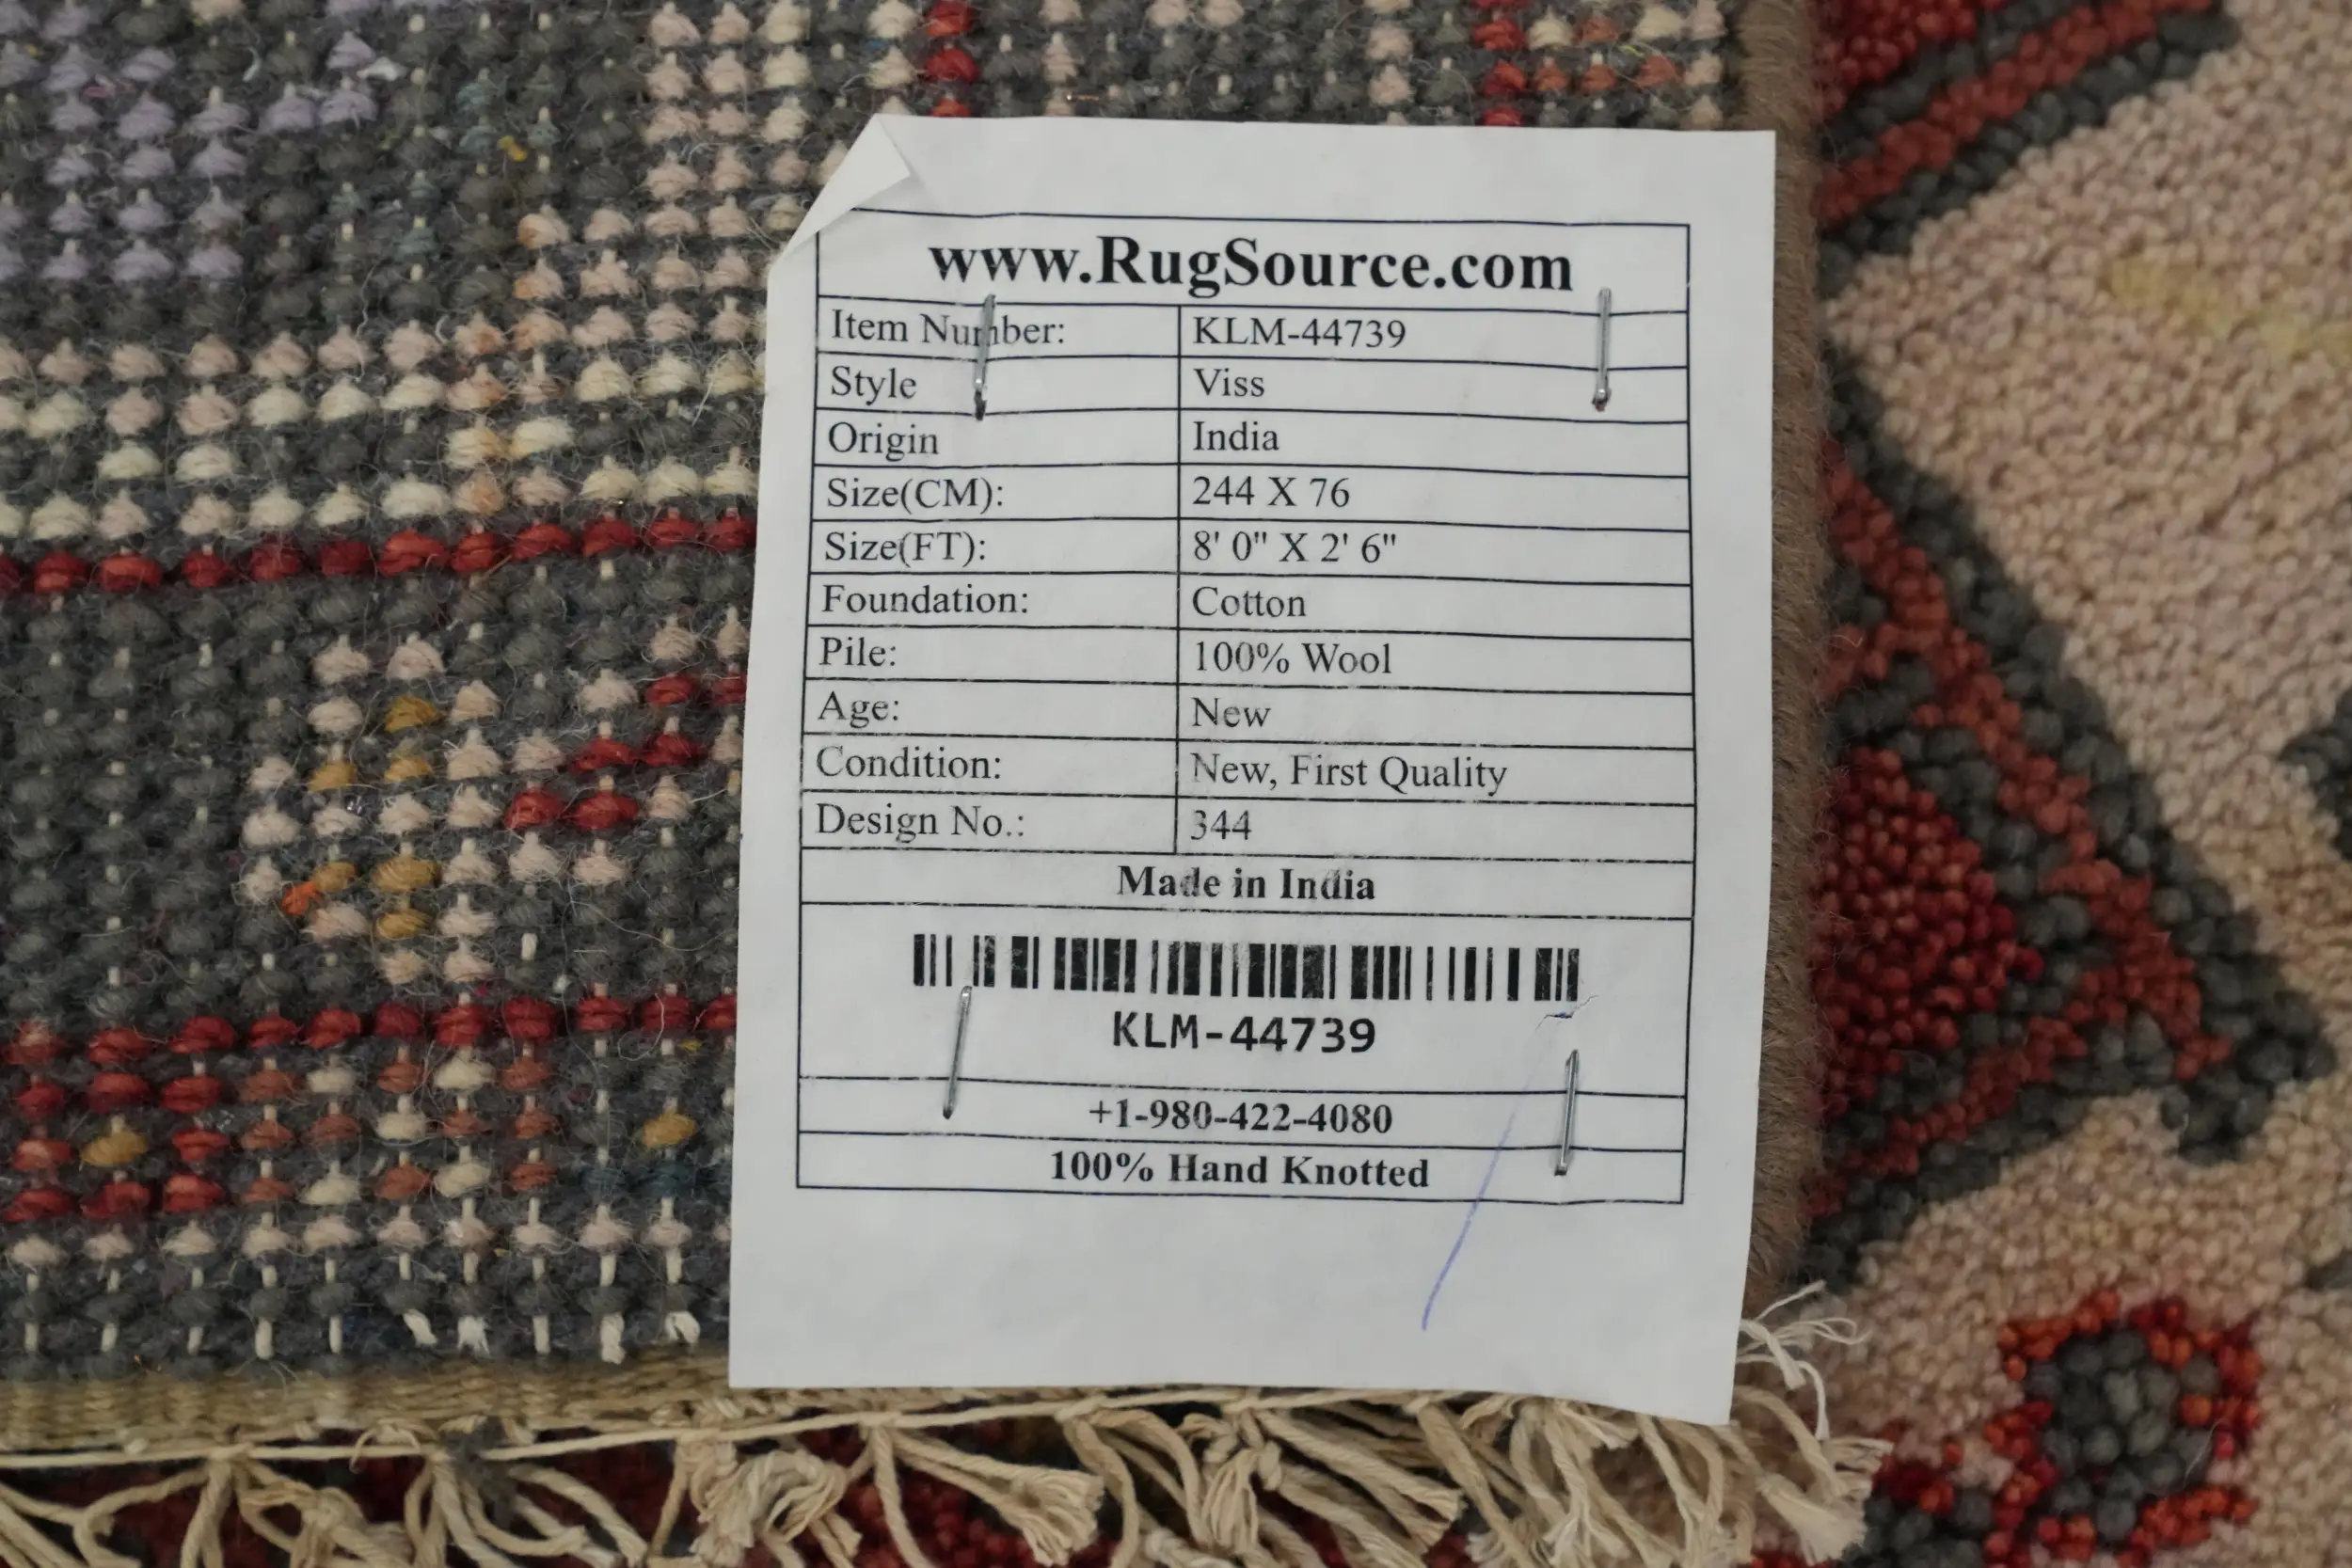 www.RugSource.com
Item Number: KLM-44739
Style Viss
Origin India
Size(CM): 244 X 76
Size(FT): 8' 0" X 2' 6"
Foundation: Cotton
Pile: 100% Wool
Age: New
Condition: New, First Quality
Design No.: 344
Made in India
KLM-44739
+1-980-422-4080
100% Hand Knotted